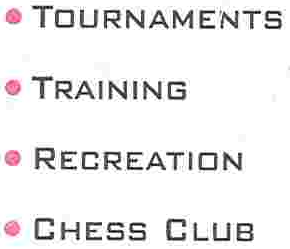 • TOURNAMENTS
• TRAINING
• RECREATION
• CHESS CLUB